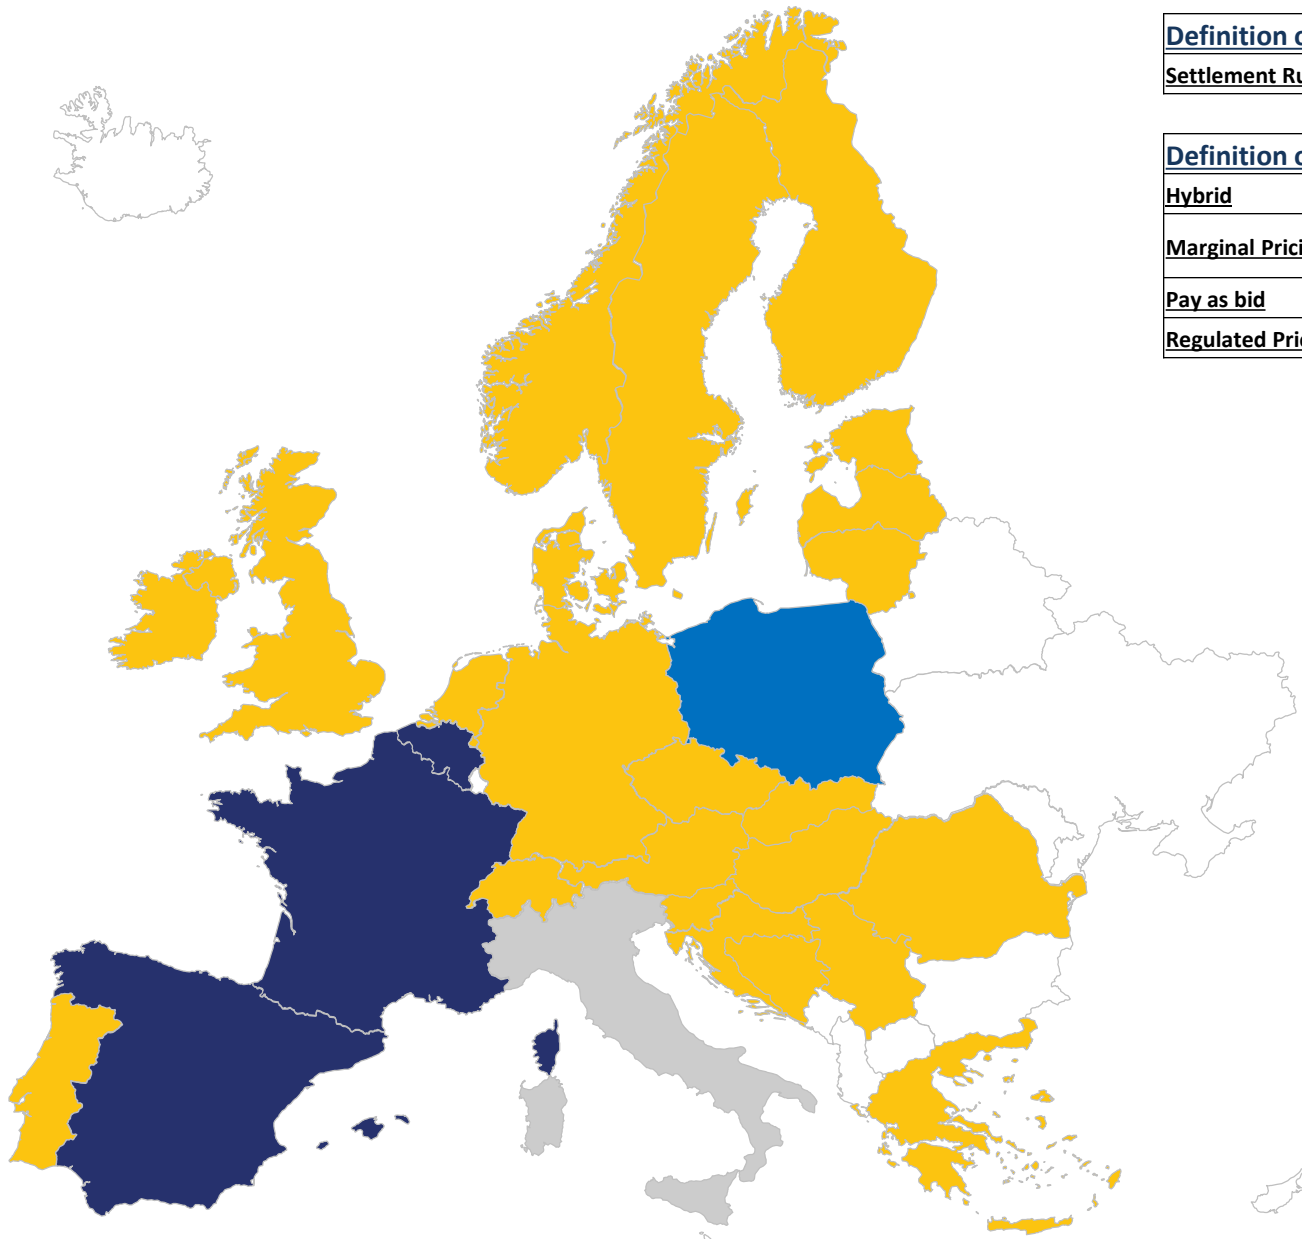 Definition
Settlement
Definition
Hybrid
Marginal
Pay as bid
Regulated